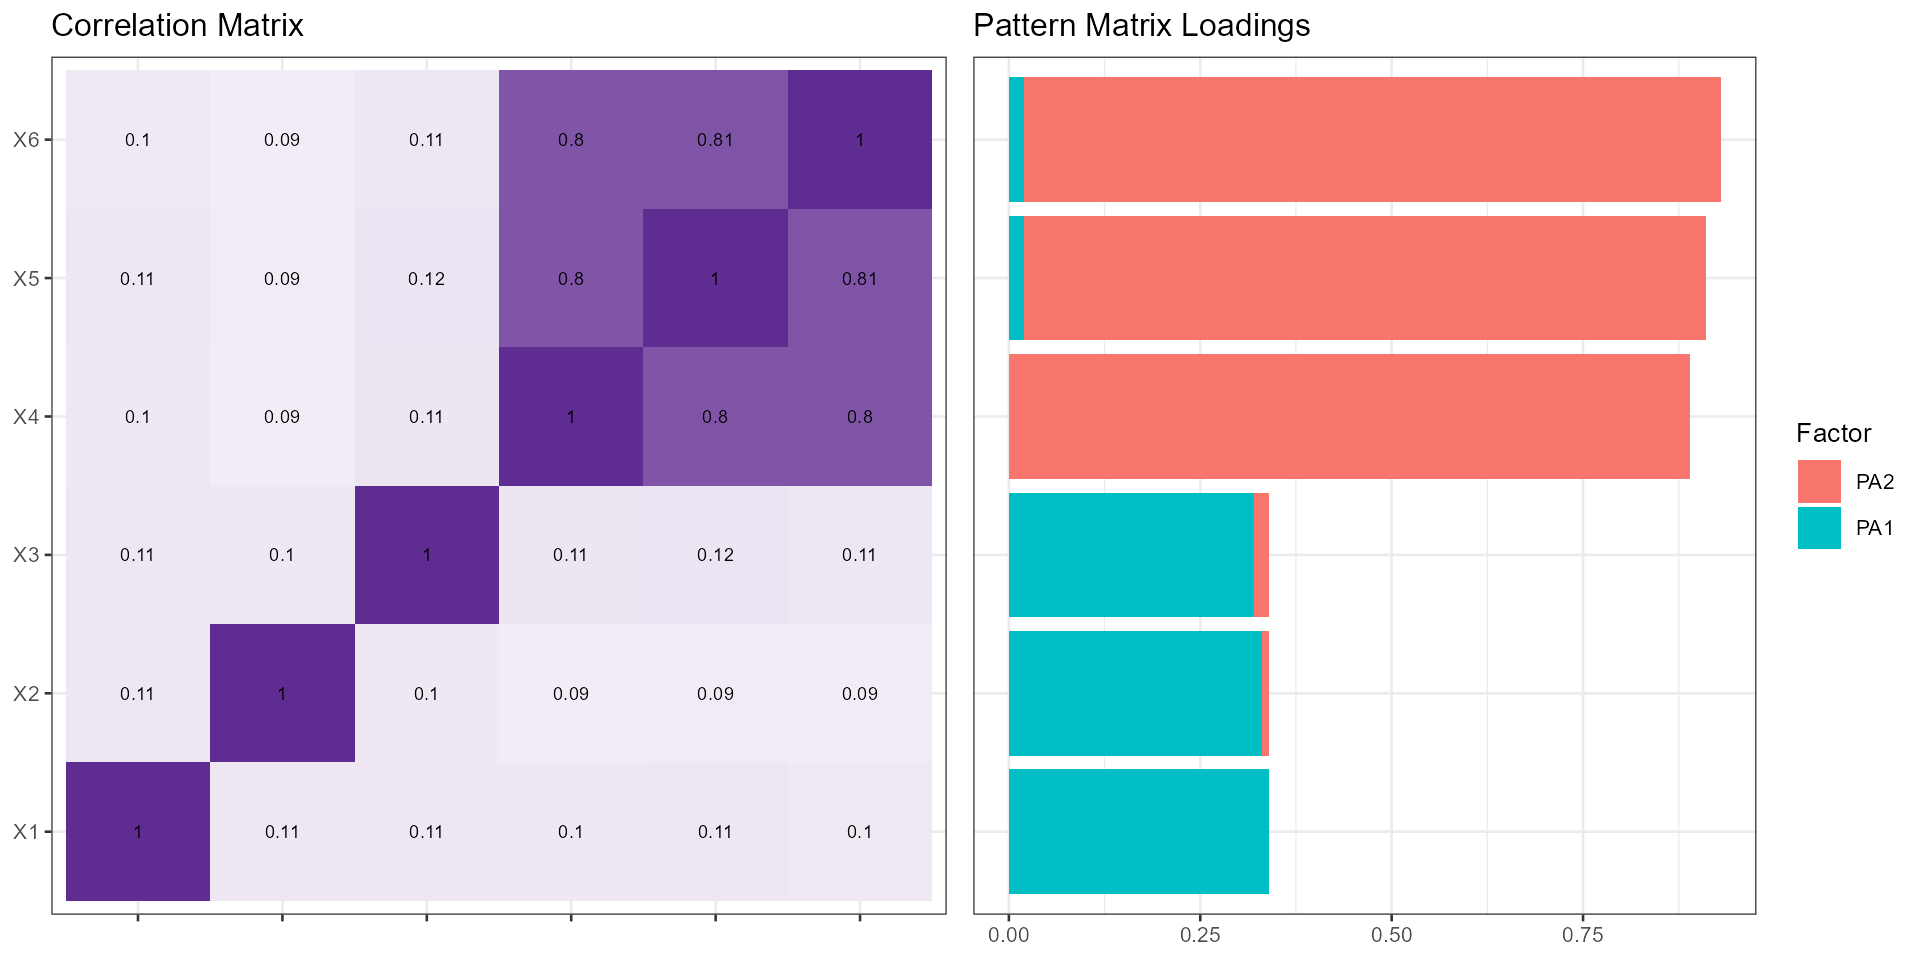 Correlation Matrix
Pattern Matrix Loadings
X6 0.1 0.09 0.11 0.8 0.81 1
X5 0.11 0.09 0.12 0.8 1 0.81
X4 0.1 0.09 0.11 1 0.8 0.8
X3 0.11 0.1 1 0.11 0.12 0.11
X2 0.11 1 0.1 0.09 0.09 0.09
X1 1 0.11 0.11 0.1 0.11 0.1
0.00 0.25 0.50 0.75
Factor
PA2
PA1